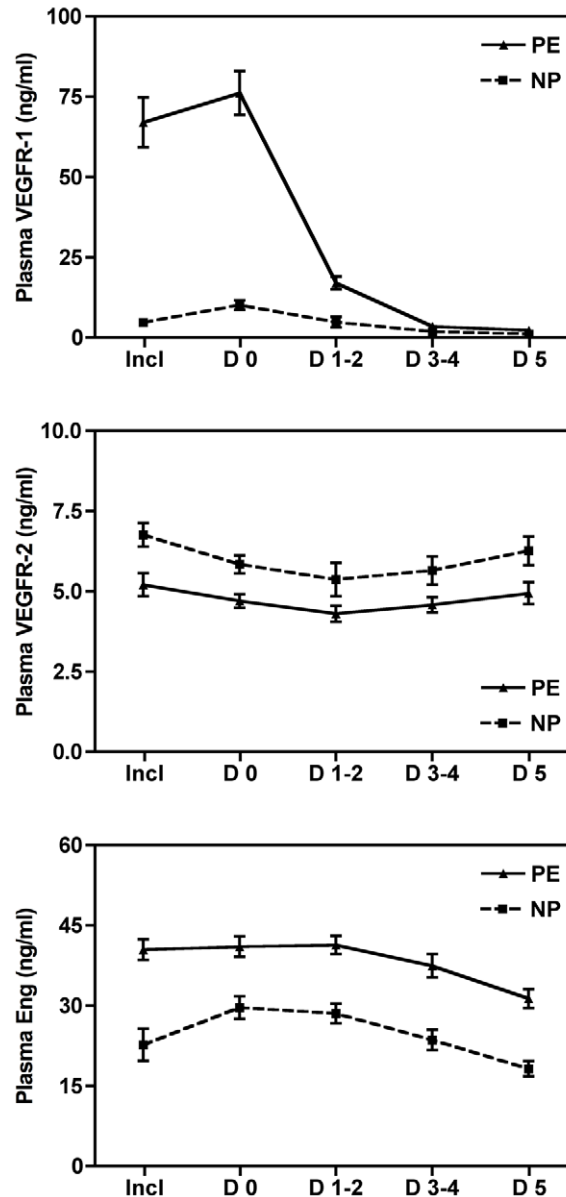 Plasma VEGFR-1 (ng/ml)
100
75
50
25
0
PE
NP
Incl D 0 D 1-2 D 3-4 D 5
Plasma VEGFR-2 (ng/ml)
10.0
7.5
5.0
2.5
0.0
PE
NP
Incl D 0 D 1-2 D 3-4 D 5
Plasma Eng (ng/ml)
60
45
30
15
0
PE
NP
Incl D 0 D 1-2 D 3-4 D 5